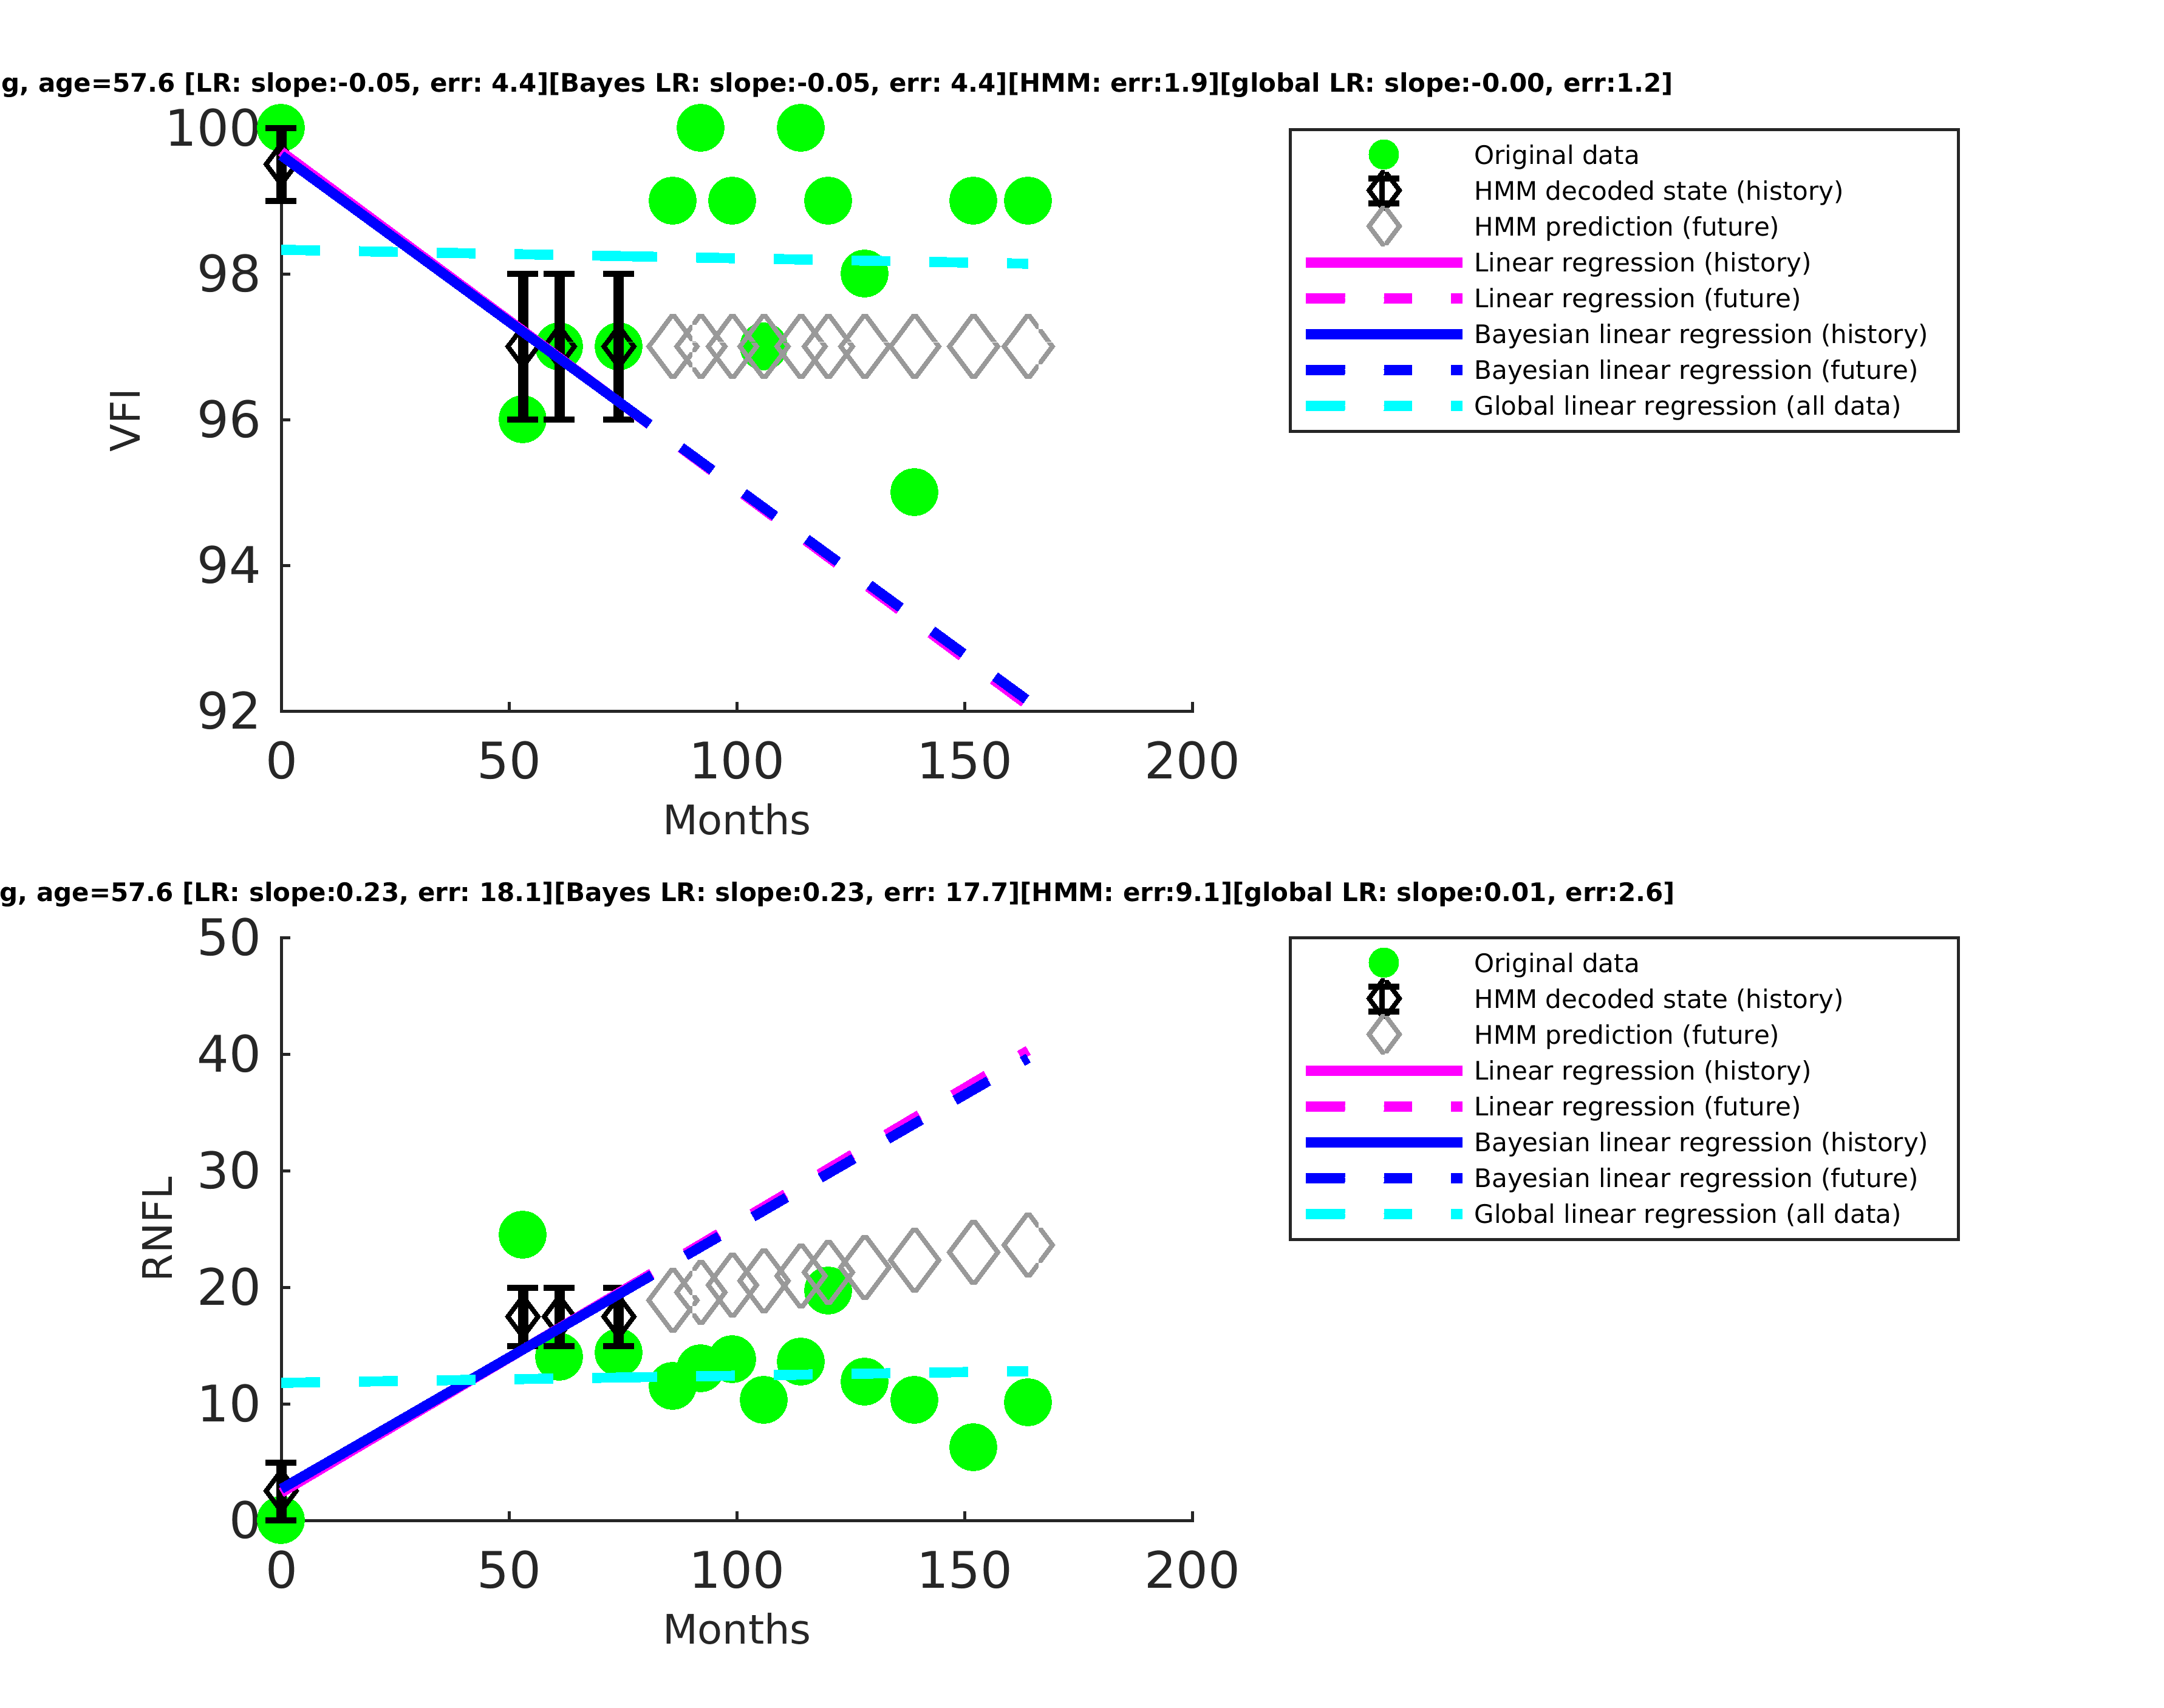 g, age=57.6 [LR: slope:-0.05, err: 4.4][Bayes LR: slope:-0.05, err: 4.4][HMM: err:1.9][global LR: slope:-0.00, err:1.2]
100
98
96
94
92
VFI
0 50 100 150 200
Months
Original data
HMM decoded state (history)
HMM prediction (future)
Linear regression (history)
Linear regression (future)
Bayesian linear regression (history)
Bayesian linear regression (future)
Global linear regression (all data)
g, age=57.6 [LR: slope:0.23, err: 18.1][Bayes LR: slope:0.23, err: 17.7][HMM: err:9.1][global LR: slope:0.01, err:2.6]
50
40
30
20
10
0
RNFL
0 50 100 150 200
Months
Original data
HMM decoded state (history)
HMM prediction (future)
Linear regression (history)
Linear regression (future)
Bayesian linear regression (history)
Bayesian linear regression (future)
Global linear regression (all data)